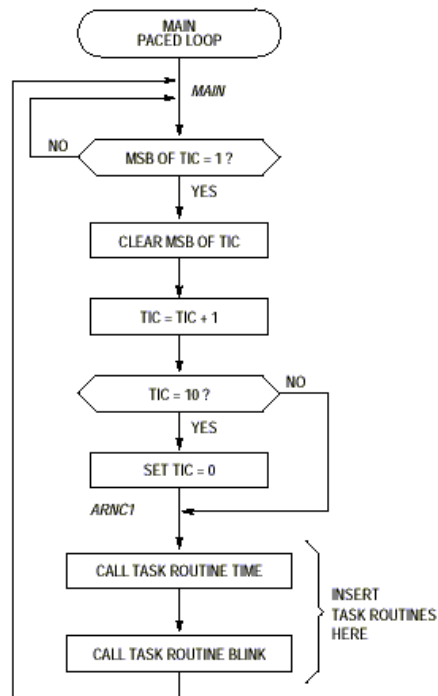 MAIN
PACED LOOP
MAIN
NO
MSB OF TIC = 1 ?
YES
CLEAR MSB OF TIC
TIC = TIC + 1
TIC = 10 ?
NO
YES
SET TIC = 0
ARNC1
CALL TASK ROUTINE TIME
CALL TASK ROUTINE BLINK
INSERT
TASK ROUTINES
HERE